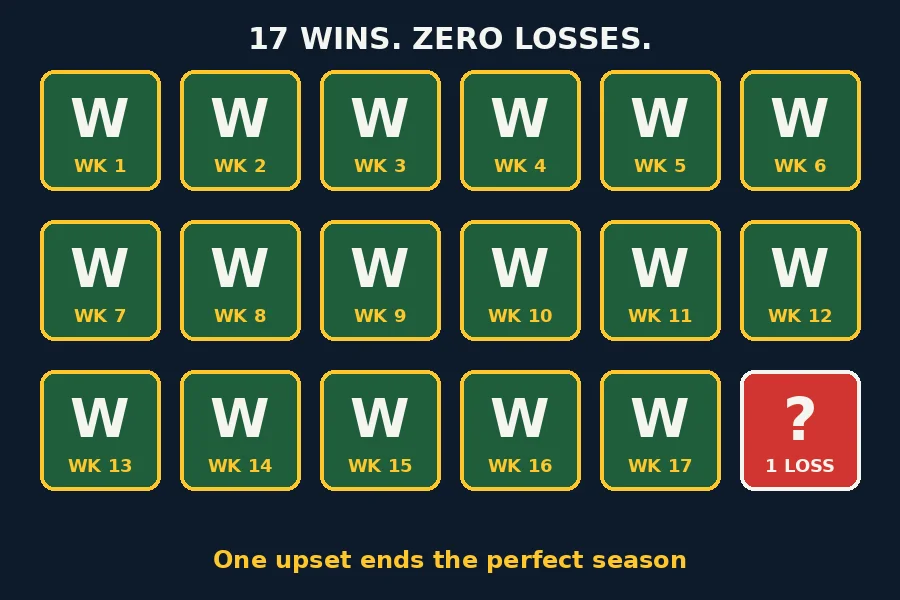 17 WINS. ZERO LOSSES.
W W W W W W
WK 1 WK 2 WK 3 WK 4 WK 5 WK 6
W W W W W W
WK 7 WK 8 WK 9 WK 10 WK 11 WK 12
W W W W W ?
WK 13 WK 14 WK 15 WK 16 WK 17 1 LOSS
One upset ends the perfect season